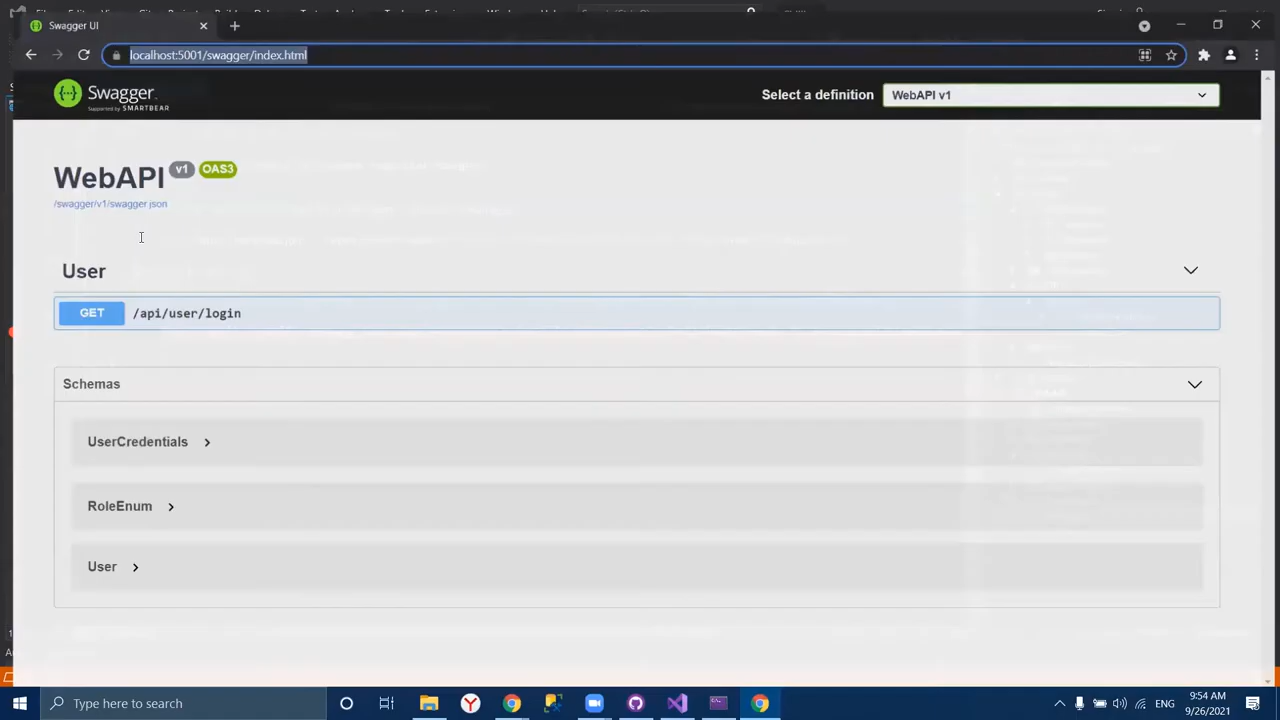 Swagger UI
localhost:5001/swagger/index.html
Swagger.
Supported by SMARTBEAR
Select a definition
WebAPI v1
WebAPI v1 OAS3
/swagger/v1/swagger.json
User
GET /api/user/login
Schemas
UserCredentials
RoleEnum
User
Type here to search
ENG
9:54 AM
9/26/2021